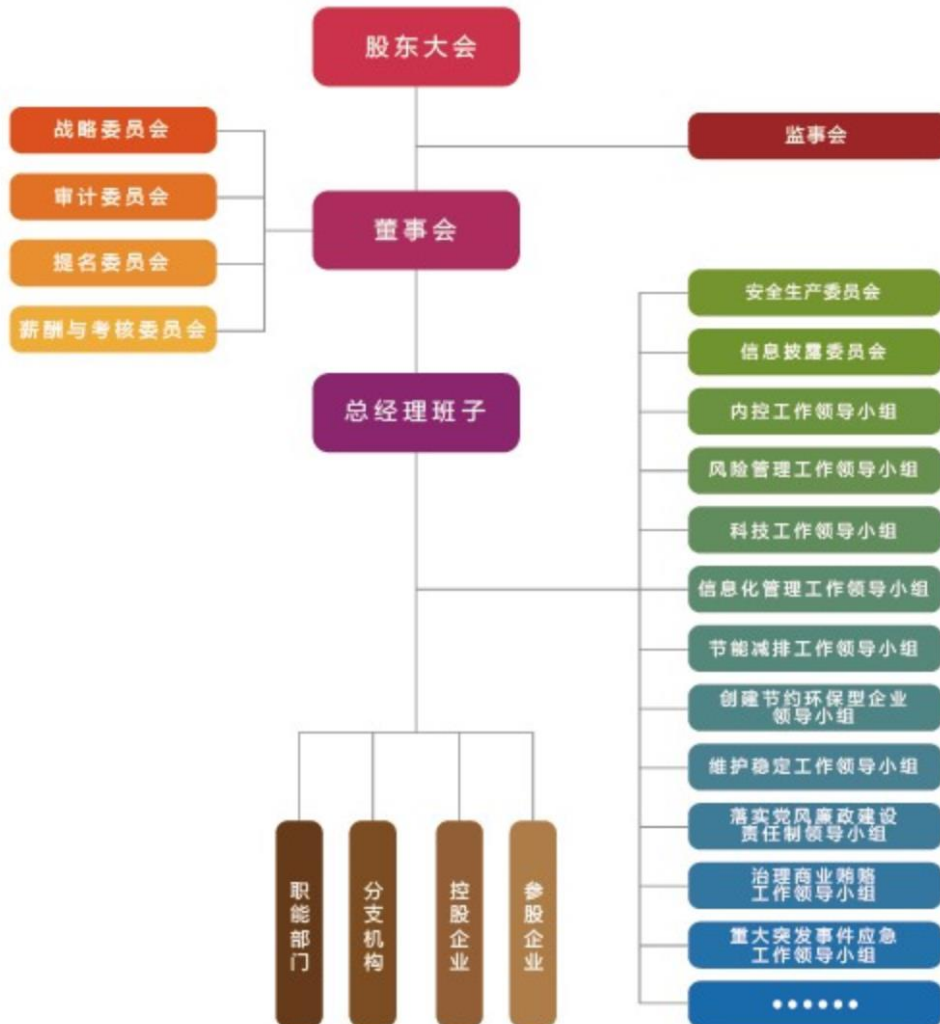 股东大会
战略委员会
监事会
审计委员会
董事会
提名委员会
薪酬与考核委员会
总经理班子
安全生产委员会
信息披露委员会
内控工作领导小组
风险管理工作领导小组
科技工作领导小组
信息化管理工作领导小组
节能减排工作领导小组
创建节约环保型企业
领导小组
维护稳定工作领导小组
落实党风廉政建设
责任制领导小组
治理商业贿赂
工作领导小组
重大突发事件应急
工作领导小组
••••••
职能部门
分支机构
控股企业
参股企业